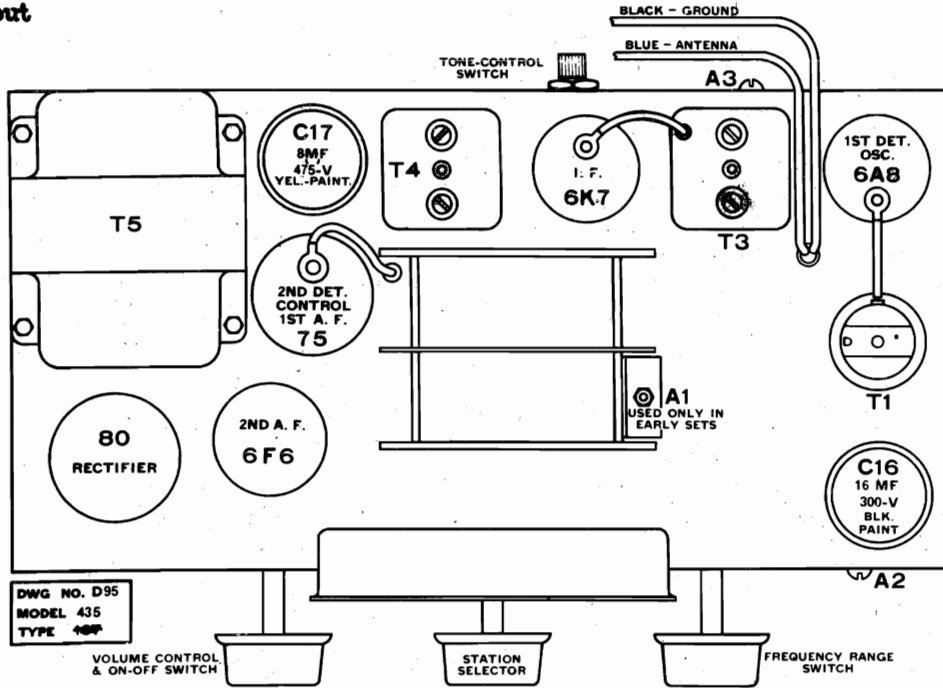 BLACK - GROUND
BLUE - ANTENNA
TONE-CONTROL
SWITCH
A3
C17
8MF
475-V
YEL.-PAINT.
T4
I. F.
6K7
T3
1ST DET.
OSC.
6A8
T5
2ND DET.
CONTROL
1ST A. F.
75
T1
A1
USED ONLY IN
EARLY SETS
80
RECTIFIER
2ND A. F.
6F6
C16
16 MF
300-V
BLK.
PAINT
A2
DWG NO. D95
MODEL 435
TYPE
VOLUME CONTROL
& ON-OFF SWITCH
STATION
SELECTOR
FREQUENCY RANGE
SWITCH